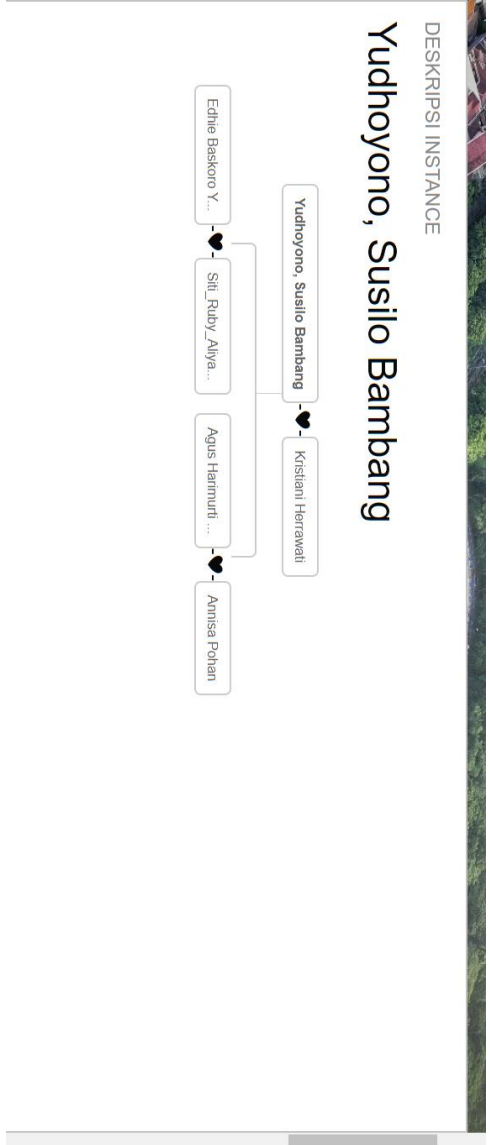 DESKRIPSI INSTANCE
Yudhoyono, Susilo Bambang
Yudhoyono, Susilo Bambang
Kristiani Herrawati
Edhie Baskoro Y...
Siti_Ruby_Aliya...
Agus Harimurti ...
Annisa Pohan